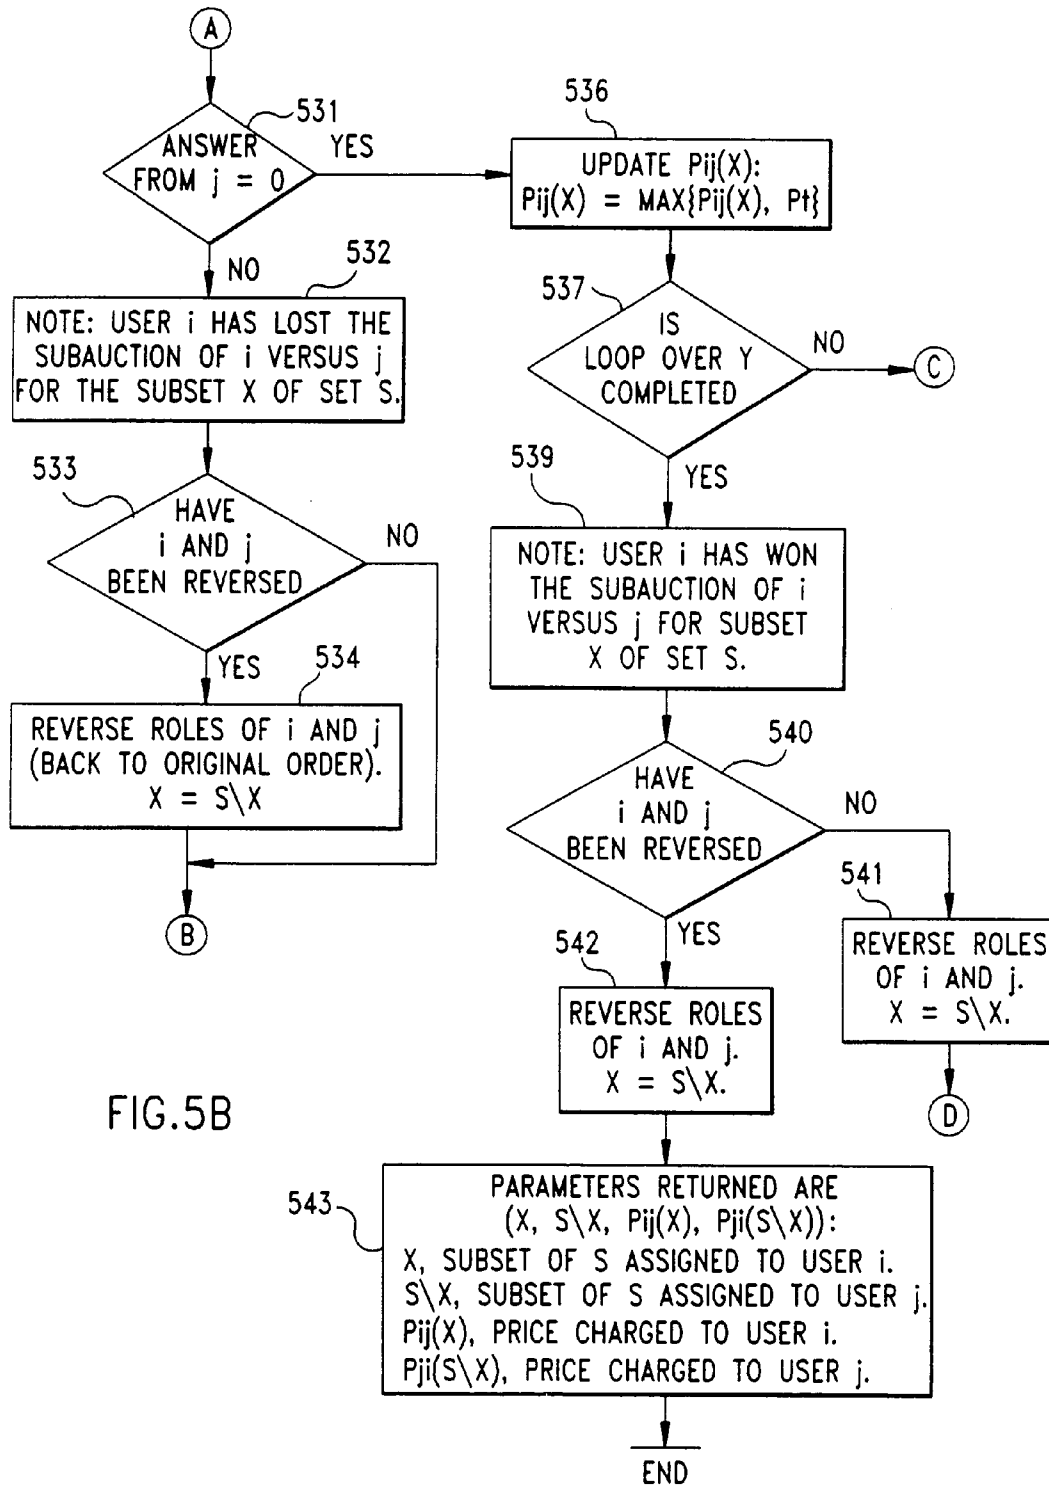 A
531
ANSWER
FROM j = 0
YES
NO
536
UPDATE Pij(X):
Pij(X) = MAX{Pij(X), Pt}
532
NOTE: USER i HAS LOST THE
SUBAUCTION OF i VERSUS j
FOR THE SUBSET X OF SET S.
537
IS
LOOP OVER Y
COMPLETED
NO
C
YES
533
HAVE
i AND j
BEEN REVERSED
NO
YES
539
NOTE: USER i HAS WON
THE SUBAUCTION OF i
VERSUS j FOR SUBSET
X OF SET S.
534
REVERSE ROLES OF i AND j
(BACK TO ORIGINAL ORDER).
X = S\X
B
540
HAVE
i AND j
BEEN REVERSED
NO
YES
541
REVERSE ROLES
OF i AND j.
X = S\X.
D
542
REVERSE ROLES
OF i AND j.
X = S\X.
FIG.5B
543
PARAMETERS RETURNED ARE
(X, S\X, Pij(X), Pji(S\X)):
X, SUBSET OF S ASSIGNED TO USER i.
S\X, SUBSET OF S ASSIGNED TO USER j.
Pij(X), PRICE CHARGED TO USER i.
Pji(S\X), PRICE CHARGED TO USER j.
END